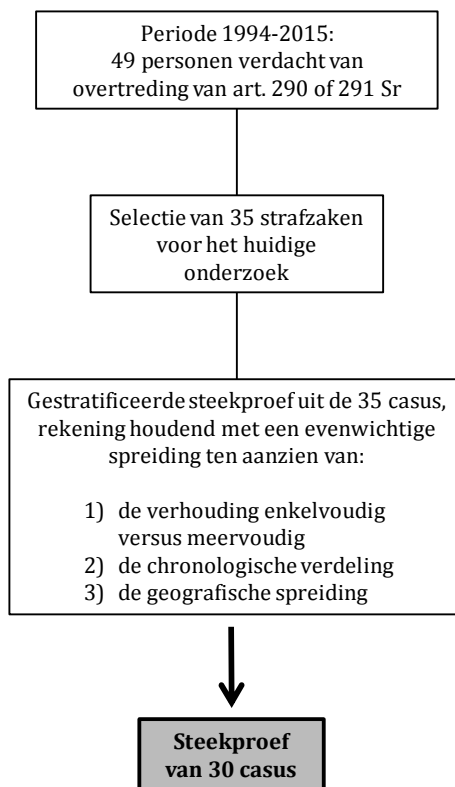 Periode 1994-2015:
49 personen verdacht van
overtreding van art. 290 of 291 Sr
Selectie van 35 strafzaken
voor het huidige
onderzoek
Gestratificeerde steekproef uit de 35 casus,
rekening houdend met een evenwichtige
spreiding ten aanzien van:
1) de verhouding enkelvoudig
versus meervoudig
2) de chronologische verdeling
3) de geografische spreiding
Steekproef
van 30 casus